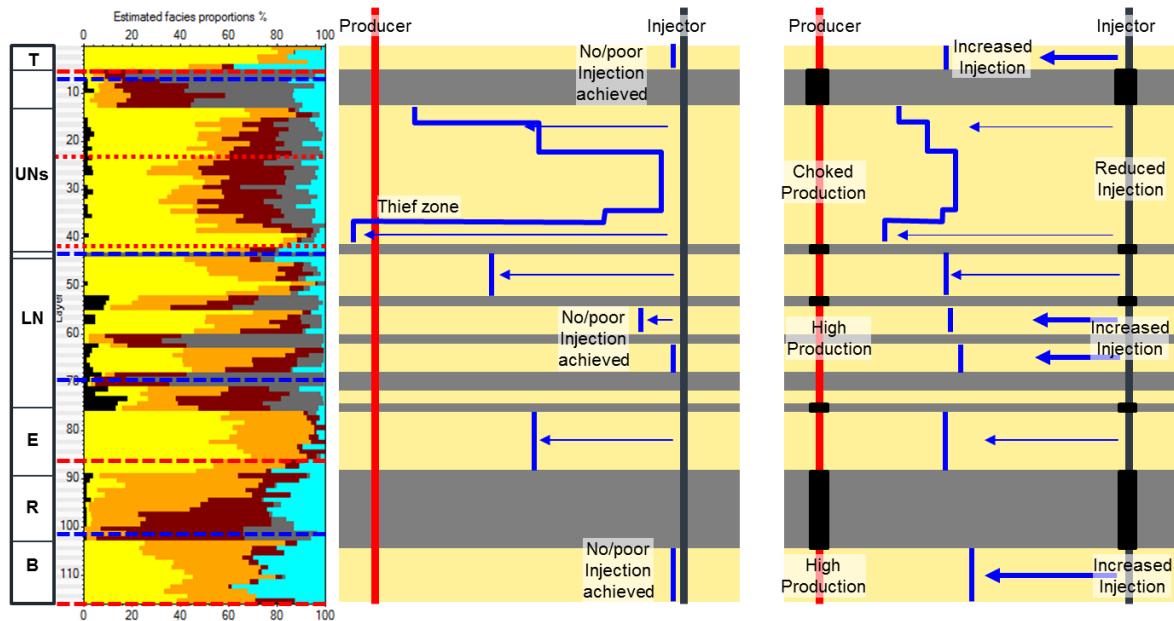 Estimated facies proportions %
0
20
40
60
80
100
T
UNs
LN
E
R
B
10
20
30
40
50
60
70
80
90
100
110
Layer
0
20
40
60
80
100
Producer
Injector
No/poor
Injection
achieved
Thief zone
No/poor
Injection
achieved
No/poor
Injection
achieved
Producer
Injector
Increased
Injection
Choked
Production
Reduced
Injection
High
Production
Increased
Injection
High
Production
Increased
Injection